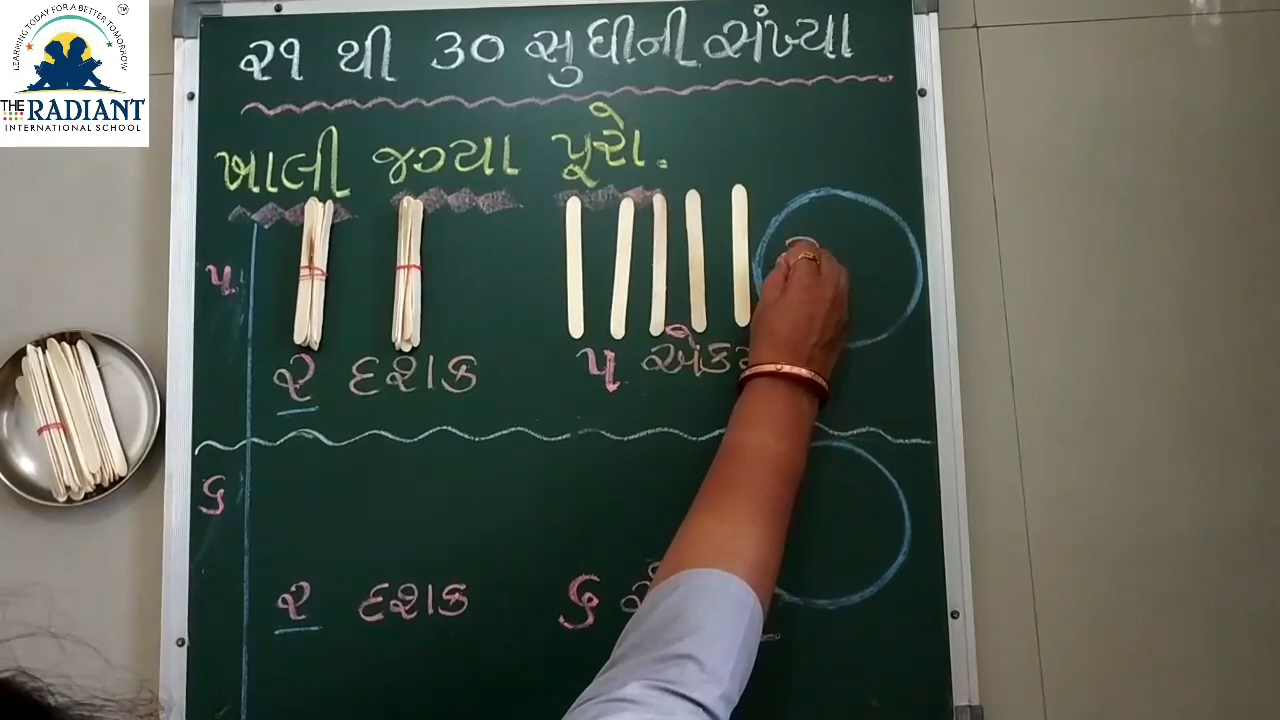 LEARNING TODAY FOR A BETTER TOMORROW
THE RADIANT
INTERNATIONAL SCHOOL
૨૧ થી ૩૦ સુધીની સંખ્યા
ખાલી જગ્યા પૂરો.
૫
૨ દશક ૫
૬
૨ દશક ૬